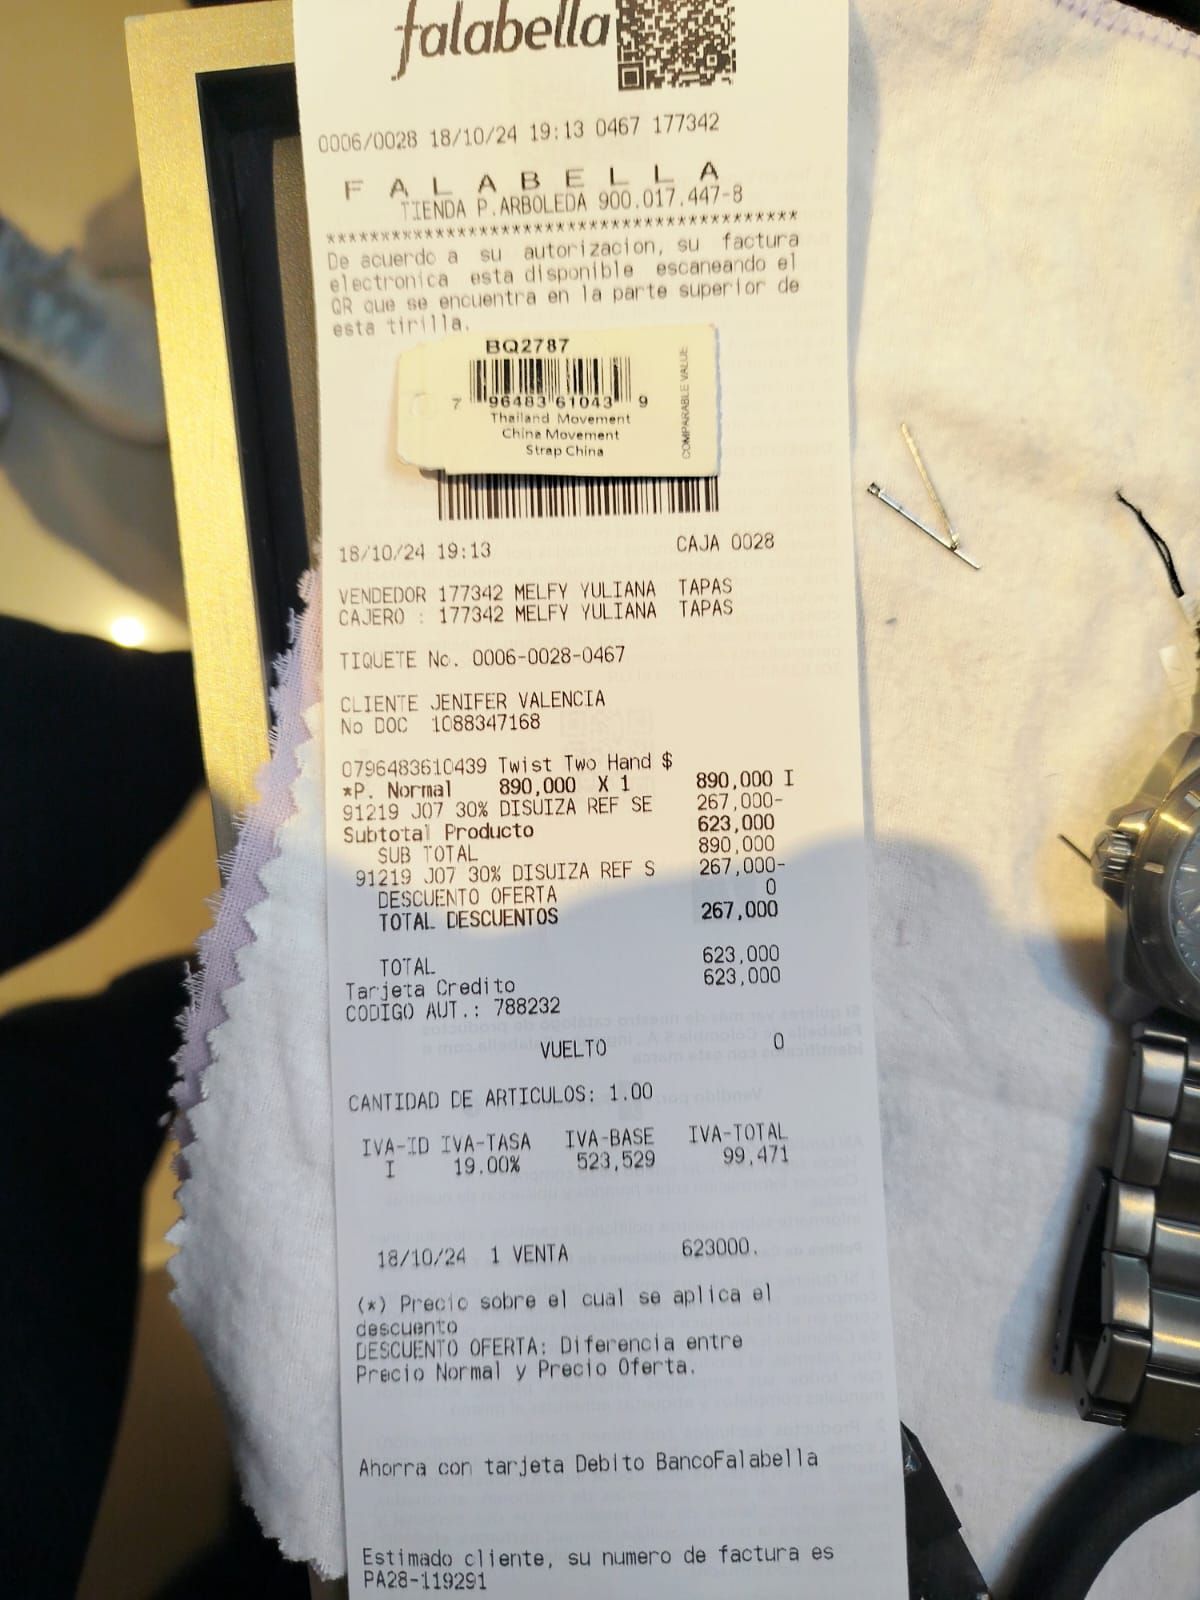 falabella
0006/0028 18/10/24 19:13 0467 177342
F A L A B E L L A
TIENDA P.ARBOLEDA 900.017.447-8
******************************************
De acuerdo a su autorizacion, su factura
electronica esta disponible escaneando el
QR que se encuentra en la parte superior de
esta tirilla.
BQ2787
7 96483 61043 9
Thailand Movement
China Movement
Strap China
COMPARABLE VALUE
18/10/24 19:13 CAJA 0028
VENDEDOR 177342 MELFY YULIANA TAPAS
CAJERO : 177342 MELFY YULIANA TAPAS
TIQUETE No. 0006-0028-0467
CLIENTE JENIFER VALENCIA
No DOC 1088347168
0796483610439 Twist Two Hand $
*P. Normal 890,000 X 1 890,000 I
91219 J07 30% DISUIZA REF SE 267,000-
Subtotal Producto 623,000
SUB TOTAL 890,000
91219 J07 30% DISUIZA REF S 267,000-
DESCUENTO OFERTA 0
TOTAL DESCUENTOS 267,000
TOTAL 623,000
Tarjeta Credito 623,000
CODIGO AUT.: 788232
VUELTO 0
CANTIDAD DE ARTICULOS: 1.00
IVA-ID IVA-TASA IVA-BASE IVA-TOTAL
I 19.00% 523,529 99,471
18/10/24 1 VENTA 623000.
(*) Precio sobre el cual se aplica el
descuento
DESCUENTO OFERTA: Diferencia entre
Precio Normal y Precio Oferta.
Ahorra con tarjeta Debito BancoFalabella
Estimado cliente, su numero de factura es
PA28-119291